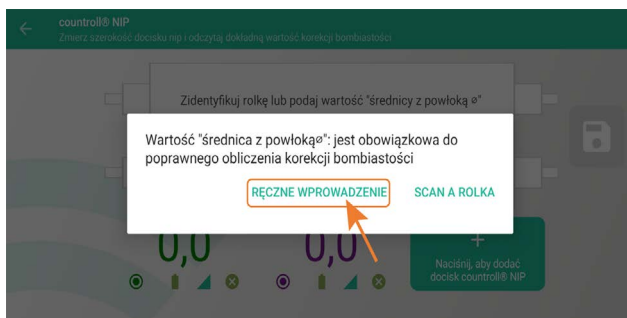 countroll® NIP
Zmierz szerokość docisku nip i odczytaj dokładną wartość korekcji bombiastości
Zidentyfikuj rolkę lub podaj wartość "średnicy z powłoką ⌀"
Wartość "średnica z powłoką⌀": jest obowiązkowa do
poprawnego obliczenia korekcji bombiastości
RĘCZNE WPROWADZENIE SCAN A ROLKA
0,0 0,0
+
Naciśnij, aby dodać
docisk countroll® NIP